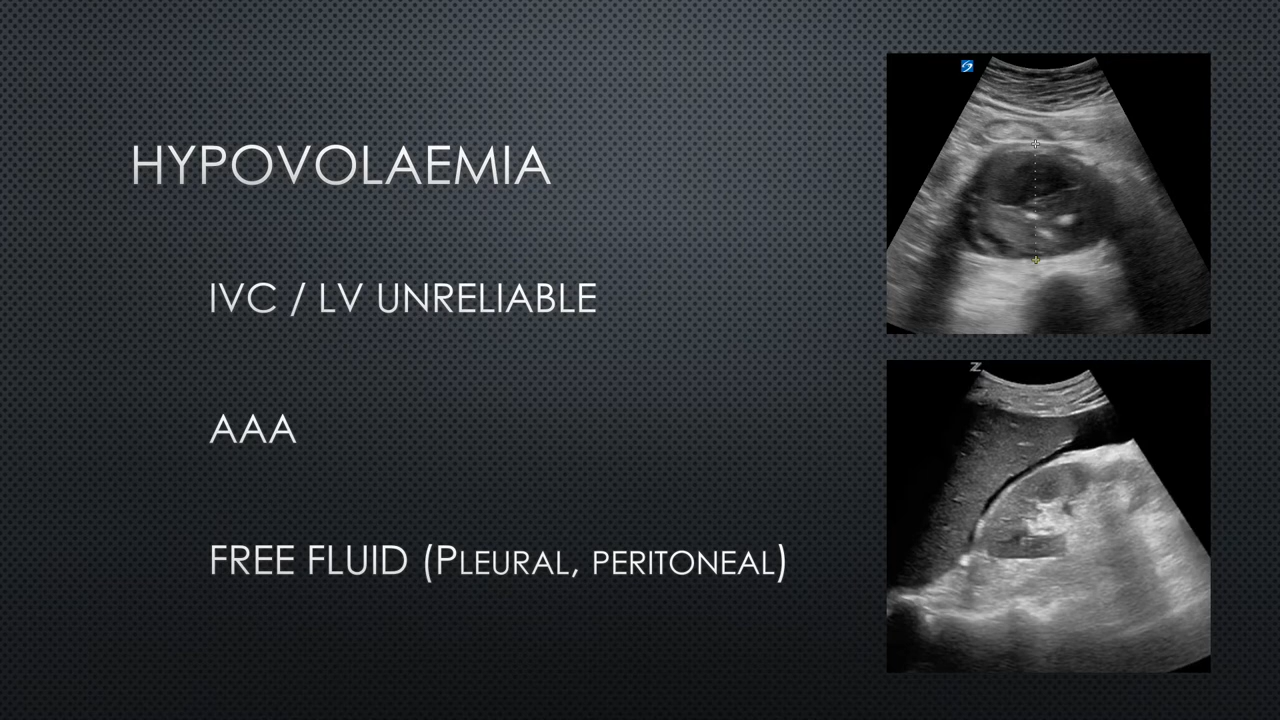 HYPOVOLAEMIA
IVC / LV UNRELIABLE
AAA
FREE FLUID (PLEURAL, PERITONEAL)
Z